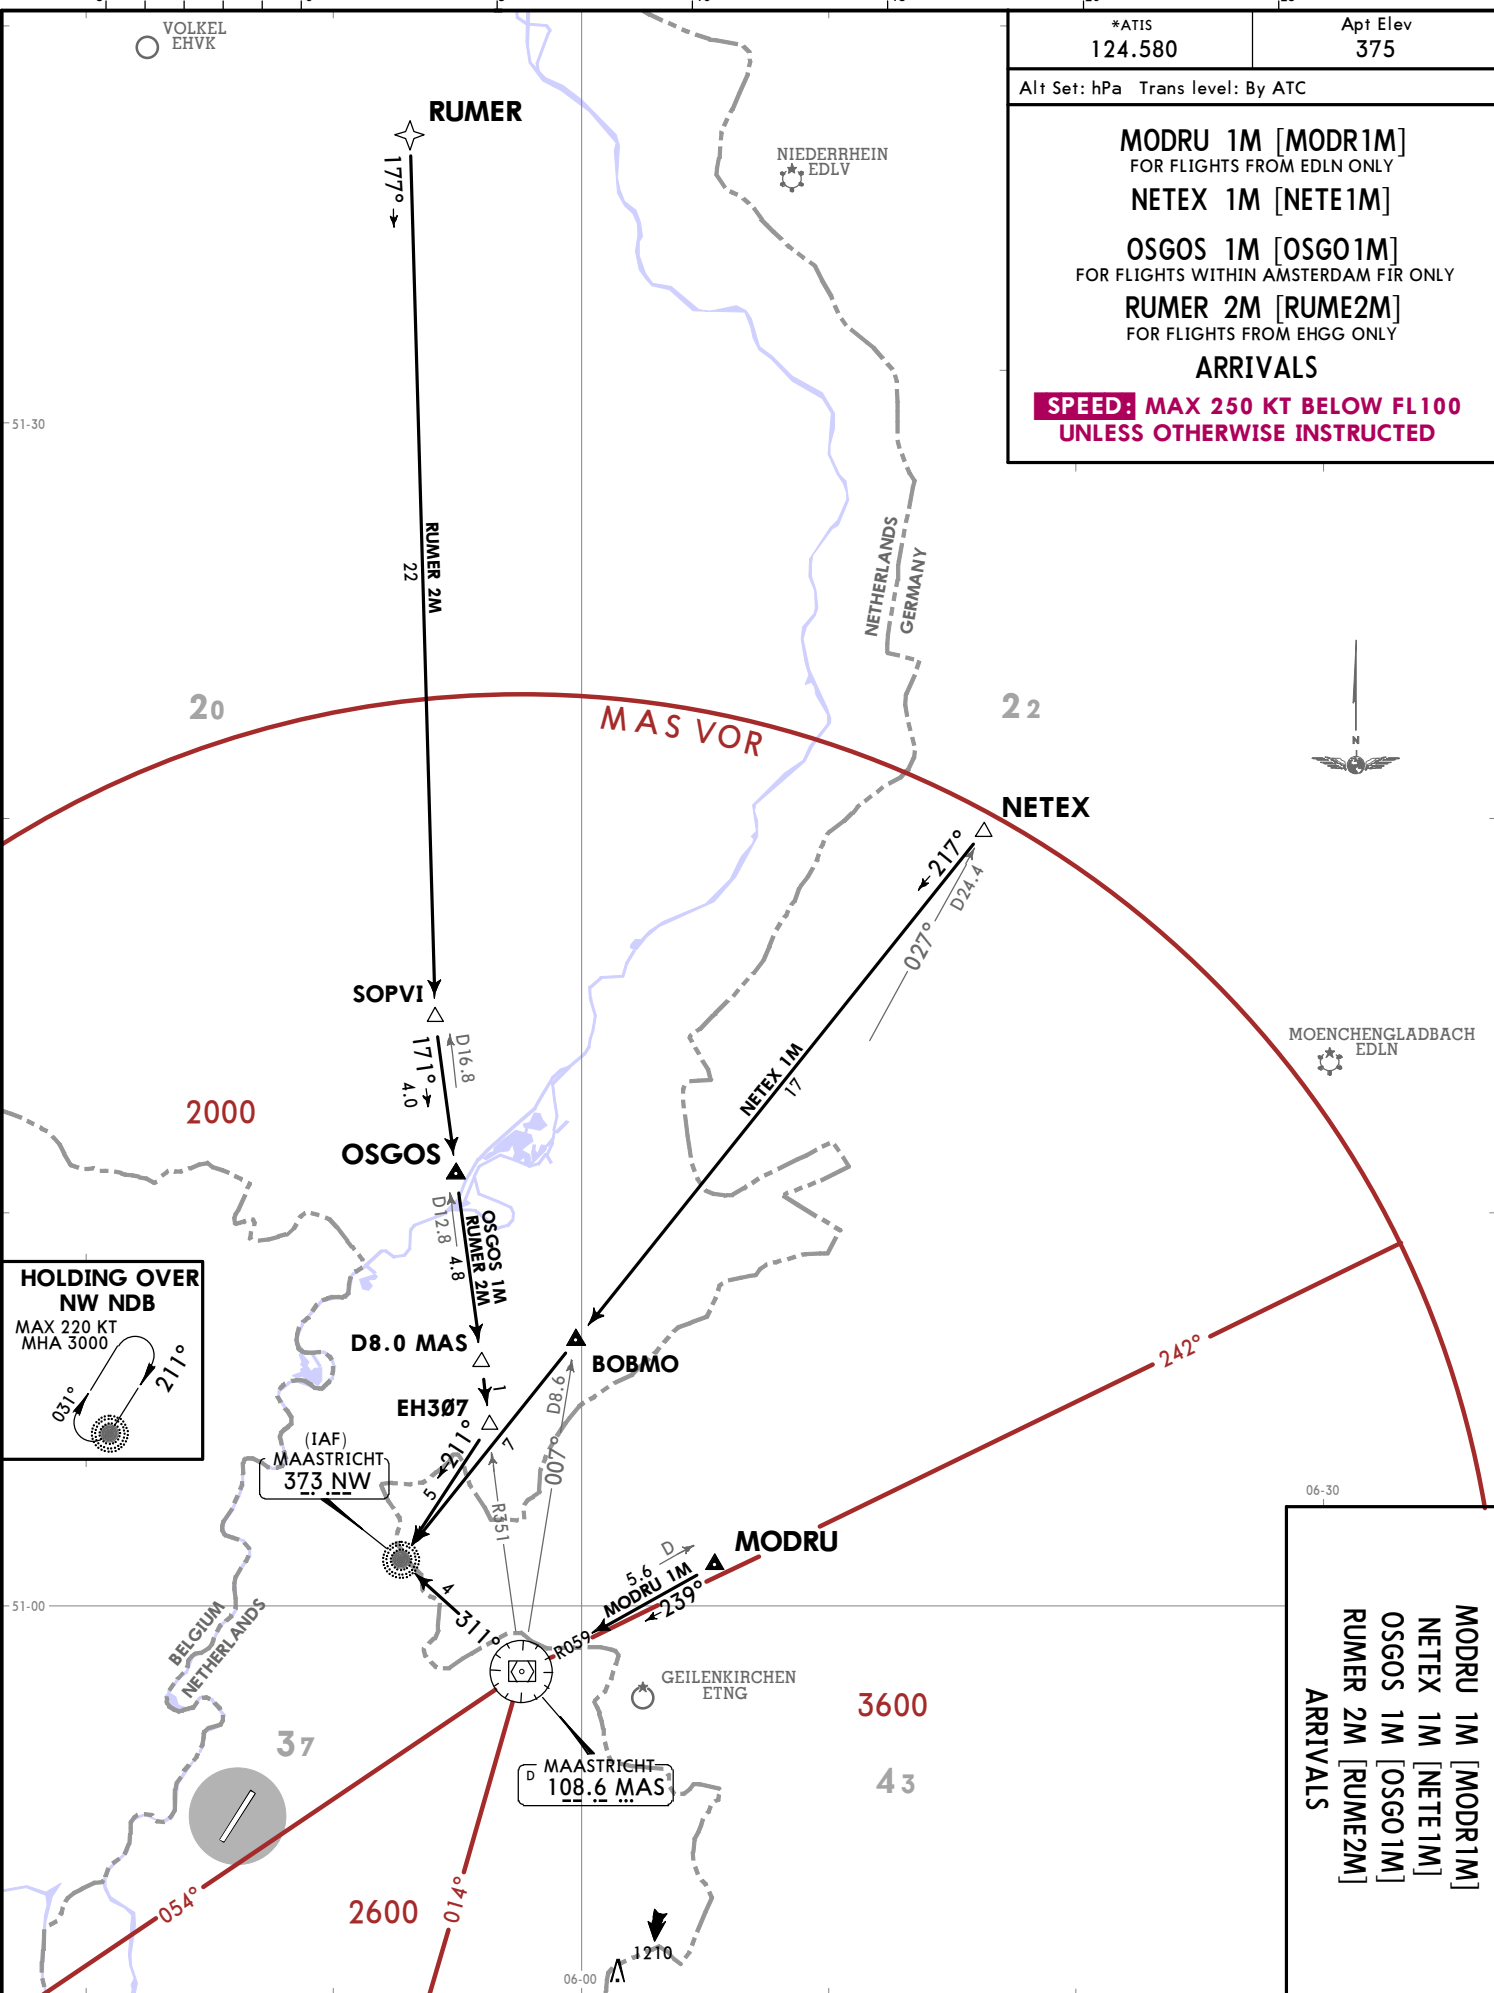 VOLKEL
EHVK
*ATIS
124.580
Apt Elev
375
Alt Set: hPa Trans level: By ATC
MODRU 1M [MODR1M]
FOR FLIGHTS FROM EDLN ONLY
NETEX 1M [NETE1M]
OSGOS 1M [OSGO1M]
FOR FLIGHTS WITHIN AMSTERDAM FIR ONLY
RUMER 2M [RUME2M]
FOR FLIGHTS FROM EHGG ONLY
ARRIVALS
SPEED: MAX 250 KT BELOW FL100
UNLESS OTHERWISE INSTRUCTED
RUMER
177°
NIEDERRHEIN
EDLV
51-30
RUMER 2M
22
NETHERLANDS
GERMANY
20
22
MAS VOR
N
NETEX
217°
D24.4
027°
SOPVI
D16.8
171°
4.0
NETEX 1M
17
MOENCHENGLADBACH
EDLN
2000
OSGOS
D12.8
4.8
OSGOS 1M
RUMER 2M
HOLDING OVER
NW NDB
MAX 220 KT
MHA 3000
031°
211°
D8.0 MAS
1
BOBMO
242°
EH3Ø7
D8.6
007°
7
211°
5
(IAF)
MAASTRICHT
373 NW
R351
06-30
MODRU
5.6 D
MODRU 1M
239°
51-00
4
311°
R059
BELGIUM
NETHERLANDS
GEILENKIRCHEN
ETNG
3600
37
43
D MAASTRICHT
108.6 MAS
054°
2600
014°
1210
06-00
MODRU 1M [MODR1M]
NETEX 1M [NETE1M]
OSGOS 1M [OSGO1M]
RUMER 2M [RUME2M]
ARRIVALS